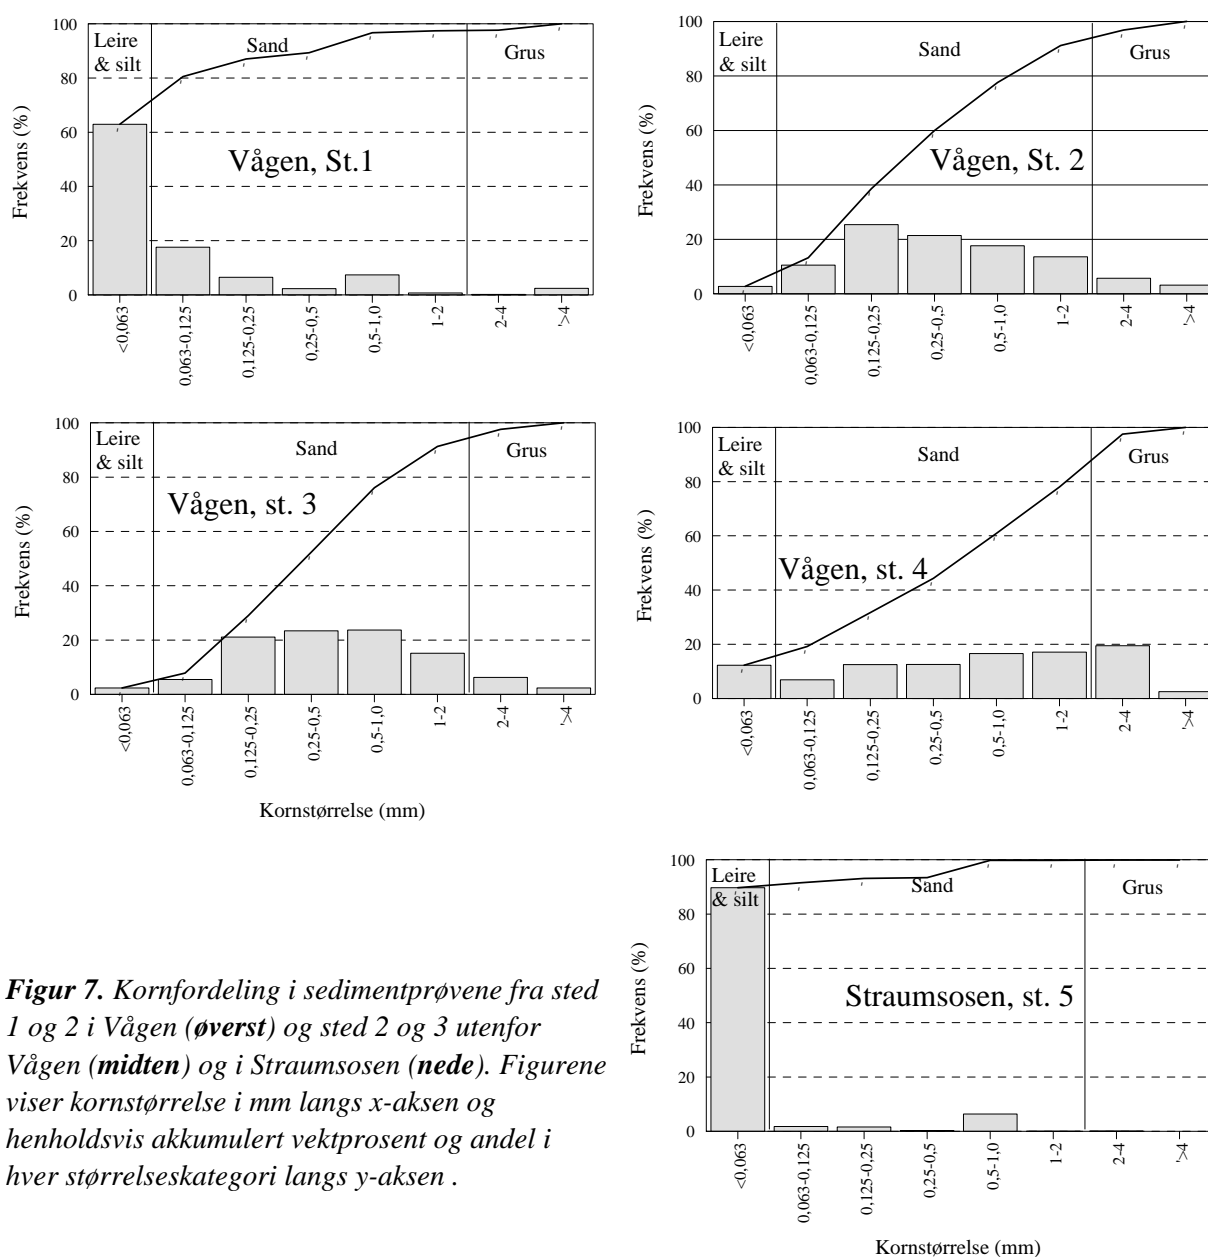 100
80
60
40
20
0
Frekvens (%)
Leire
& silt
Sand
Grus
Vågen, St.1
<0,063
0,063-0,125
0,125-0,25
0,25-0,5
0,5-1,0
1-2
2-4
'>4
100
80
60
40
20
0
Frekvens (%)
Leire
& silt
Sand
Grus
Vågen, St. 2
<0,063
0,063-0,125
0,125-0,25
0,25-0,5
0,5-1,0
1-2
2-4
'>4
100
80
60
40
20
0
Frekvens (%)
Leire
& silt
Sand
Grus
Vågen, st. 3
<0,063
0,063-0,125
0,125-0,25
0,25-0,5
0,5-1,0
1-2
2-4
'>4
Kornstørrelse (mm)
100
80
60
40
20
0
Frekvens (%)
Leire
& silt
Sand
Grus
Vågen, st. 4
<0,063
0,063-0,125
0,125-0,25
0,25-0,5
0,5-1,0
1-2
2-4
'>4
100
80
60
40
20
0
Frekvens (%)
Leire
& silt
Sand
Grus
Straumsosen, st. 5
<0,063
0,063-0,125
0,125-0,25
0,25-0,5
0,5-1,0
1-2
2-4
'>4
Kornstørrelse (mm)
Figur 7. Kornfordeling i sedimentprøvene fra sted
1 og 2 i Vågen (øverst) og sted 2 og 3 utenfor
Vågen (midten) og i Straumsosen (nede). Figurene
viser kornstørrelse i mm langs x-aksen og
henholdsvis akkumulert vektprosent og andel i
hver størrelseskategori langs y-aksen .